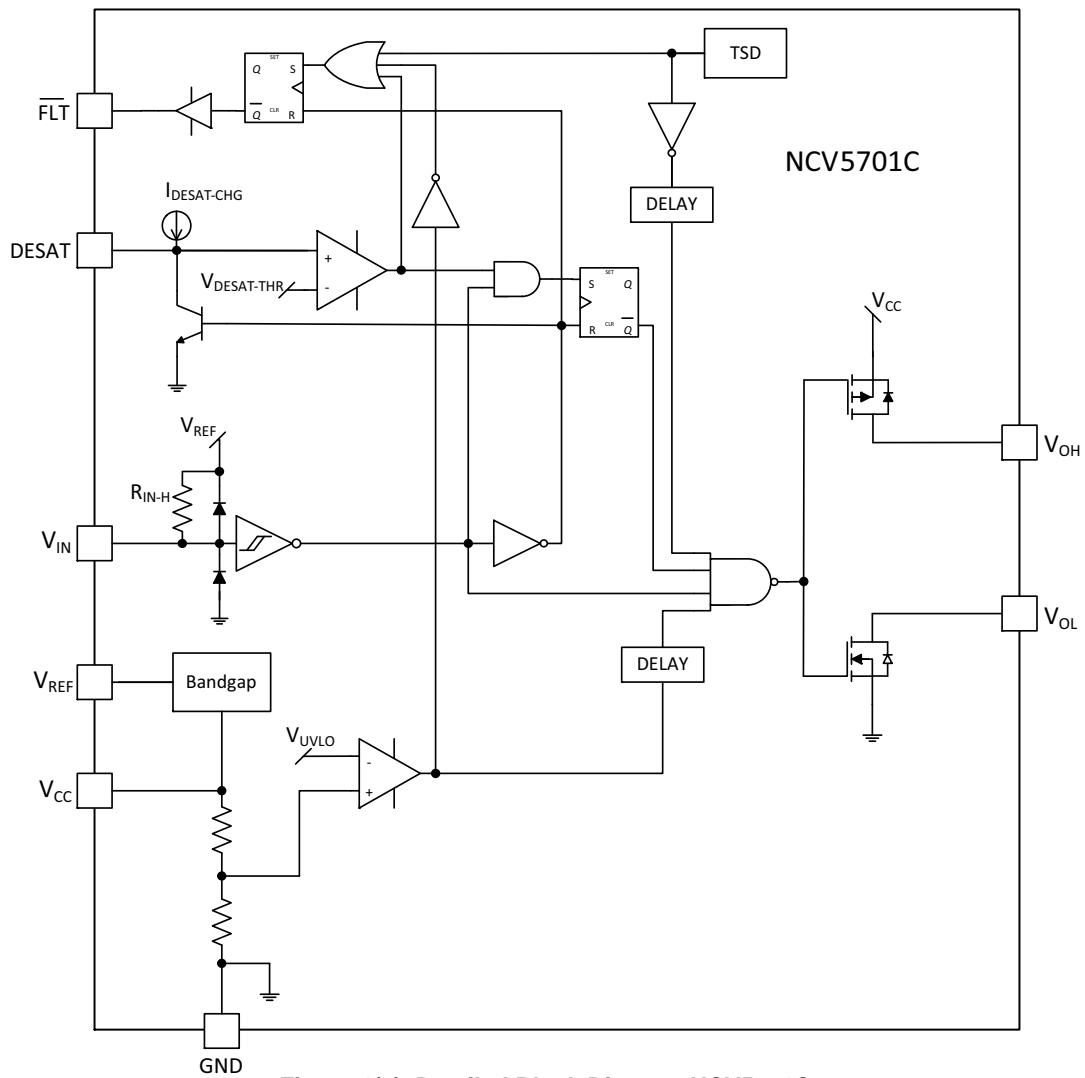 TSD
SET
Q
S
Q
CLR
R
FLT
NCV5701C
I DESAT-CHG
DELAY
DESAT
V DESAT-THR
+
-
SET
S
Q
R
CLR
Q
V CC
V REF
R IN-H
V OH
V IN
V OL
DELAY
V REF
Bandgap
V UVLO
-
+
V CC
GND